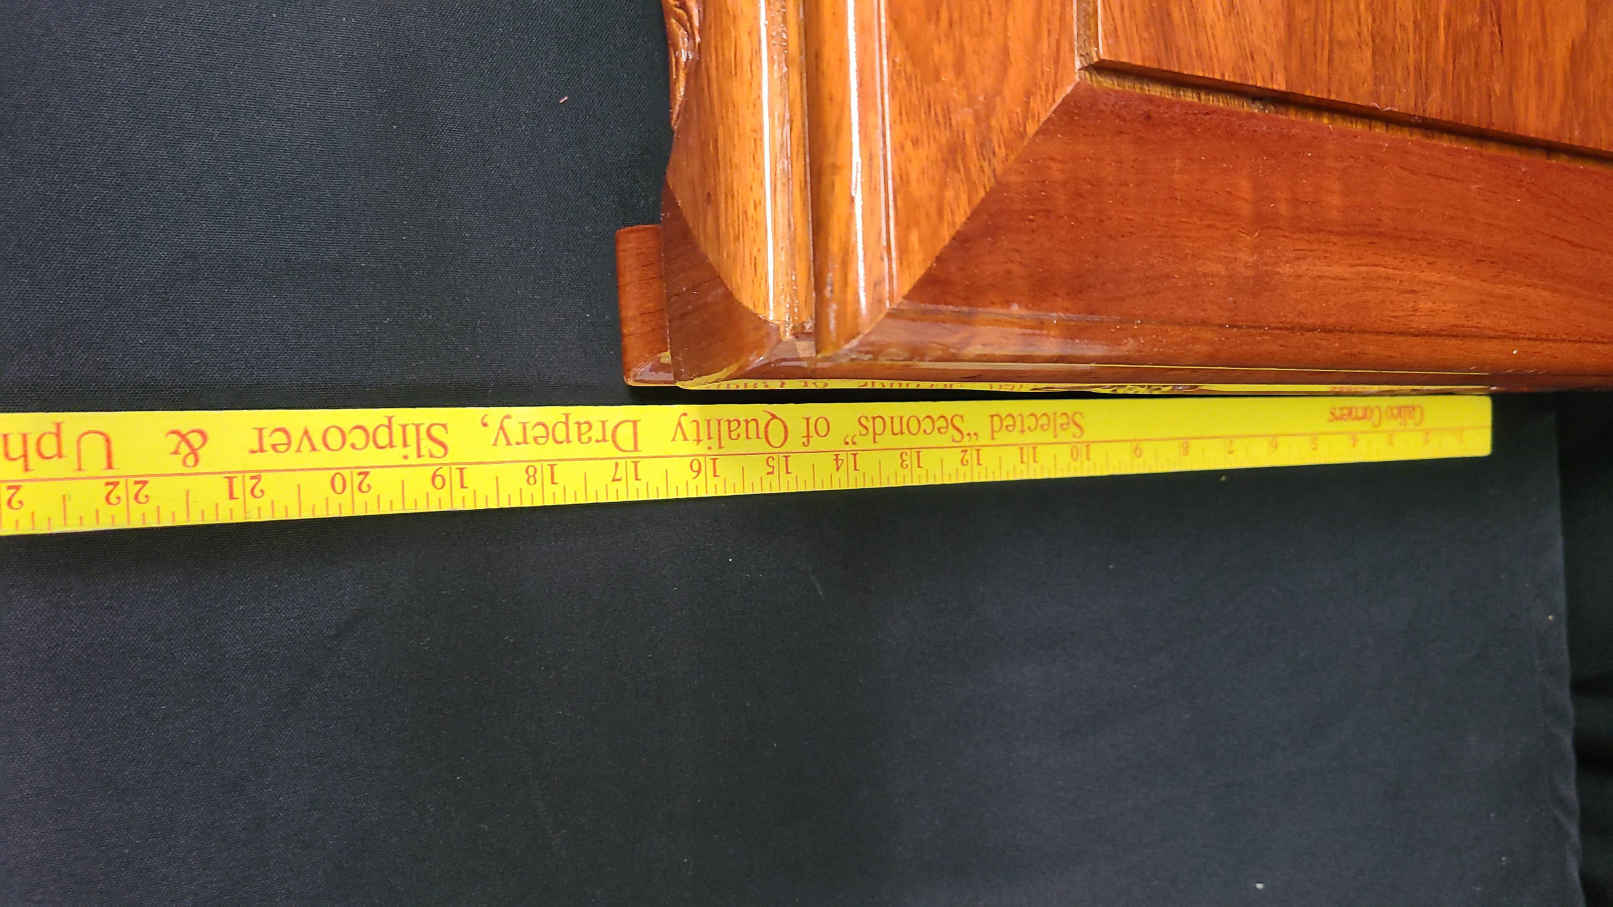 Calico Corners Selected "Seconds" of Quality Drapery, Slipcover & Uph
1 2 3 4 5 6 7 8 9 10 11 12 13 14 15 16 17 18 19 20 21 22 2